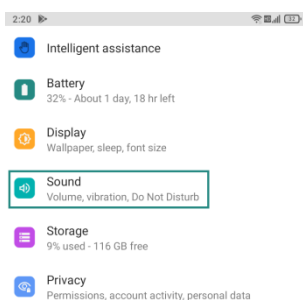 2:20
32
Intelligent assistance
Battery
32% - About 1 day, 18 hr left
Display
Wallpaper, sleep, font size
Sound
Volume, vibration, Do Not Disturb
Storage
9% used - 116 GB free
Privacy
Permissions, account activity, personal data